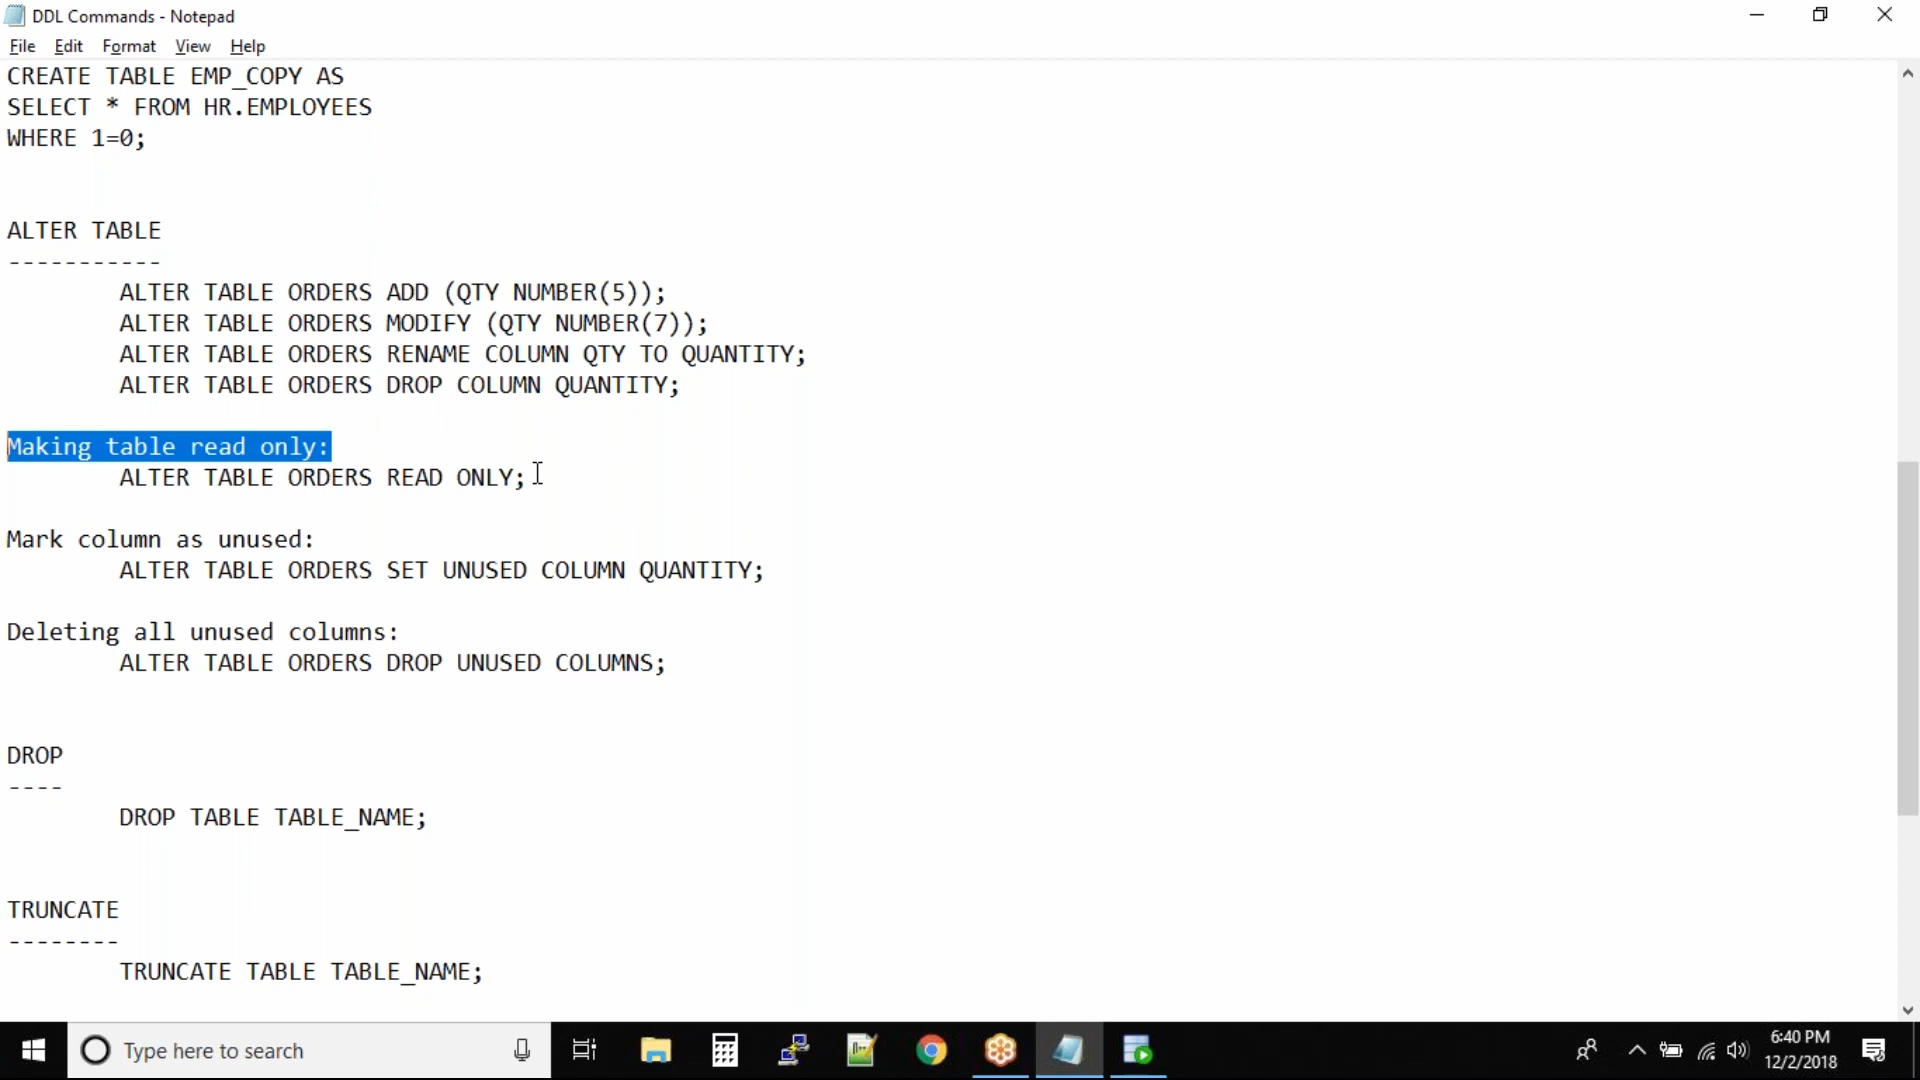 DDL Commands - Notepad
File Edit Format View Help
CREATE TABLE EMP_COPY AS
SELECT * FROM HR.EMPLOYEES
WHERE 1=0;
ALTER TABLE
-----------
ALTER TABLE ORDERS ADD (QTY NUMBER(5));
ALTER TABLE ORDERS MODIFY (QTY NUMBER(7));
ALTER TABLE ORDERS RENAME COLUMN QTY TO QUANTITY;
ALTER TABLE ORDERS DROP COLUMN QUANTITY;
Making table read only:
ALTER TABLE ORDERS READ ONLY;
Mark column as unused:
ALTER TABLE ORDERS SET UNUSED COLUMN QUANTITY;
Deleting all unused columns:
ALTER TABLE ORDERS DROP UNUSED COLUMNS;
DROP
----
DROP TABLE TABLE_NAME;
TRUNCATE
--------
TRUNCATE TABLE TABLE_NAME;
Type here to search
6:40 PM
12/2/2018